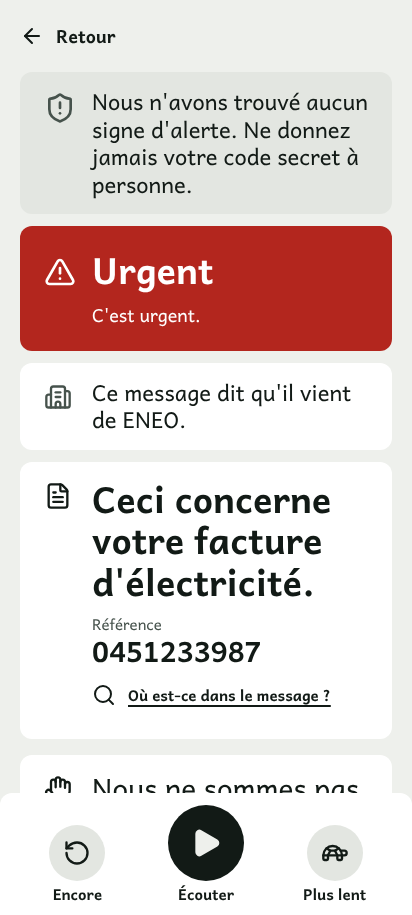 Retour
Nous n'avons trouvé aucun
signe d'alerte. Ne donnez
jamais votre code secret à
personne.
Urgent
C'est urgent.
Ce message dit qu'il vient
de ENEO.
Ceci concerne
votre facture
d'électricité.
Référence
0451233987
Où est-ce dans le message ?
Nous ne sommes pas
Encore
Écouter
Plus lent